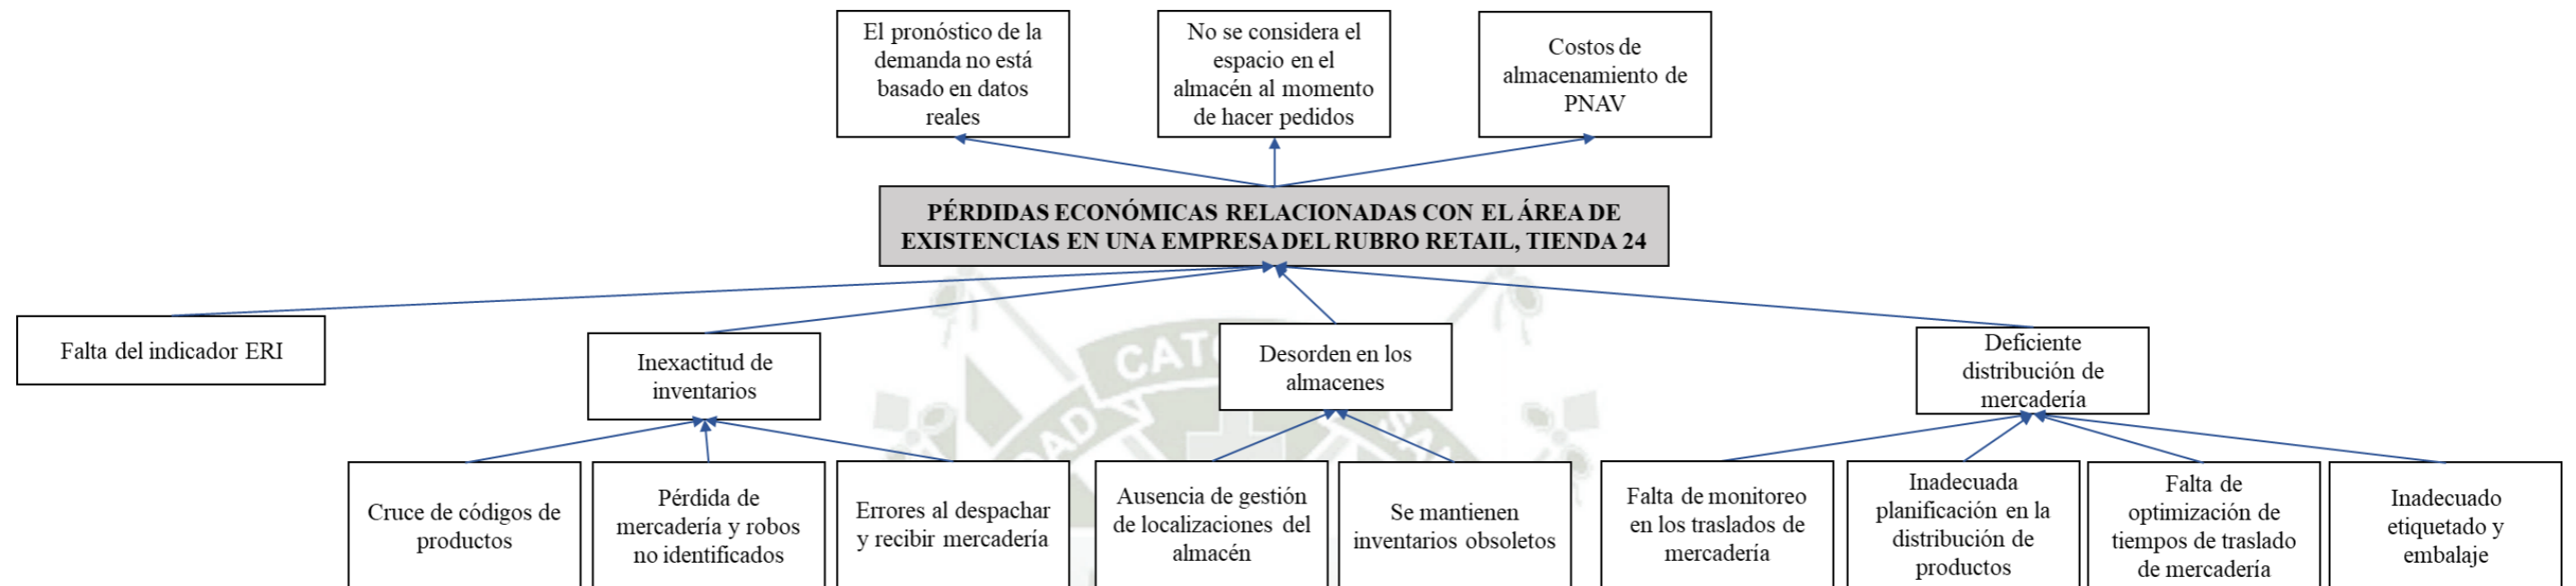 El pronóstico de la
demanda no está
basado en datos
reales
No se considera el
espacio en el
almacén al momento
de hacer pedidos
Costos de
almacenamiento de
PNAV
PÉRDIDAS ECONÓMICAS RELACIONADAS CON EL ÁREA DE
EXISTENCIAS EN UNA EMPRESA DEL RUBRO RETAIL, TIENDA 24
Falta del indicador ERI
Inexactitud de
inventarios
Desorden en los
almacenes
Deficiente
distribución de
mercadería
Cruce de códigos de
productos
Pérdida de
mercadería y robos
no identificados
Errores al despachar
y recibir mercadería
Ausencia de gestión
de localizaciones del
almacén
Se mantienen
inventarios obsoletos
Falta de monitoreo
en los traslados de
mercadería
Inadecuada
planificación en la
distribución de
productos
Falta de
optimización de
tiempos de traslado
de mercadería
Inadecuado
etiquetado y
embalaje